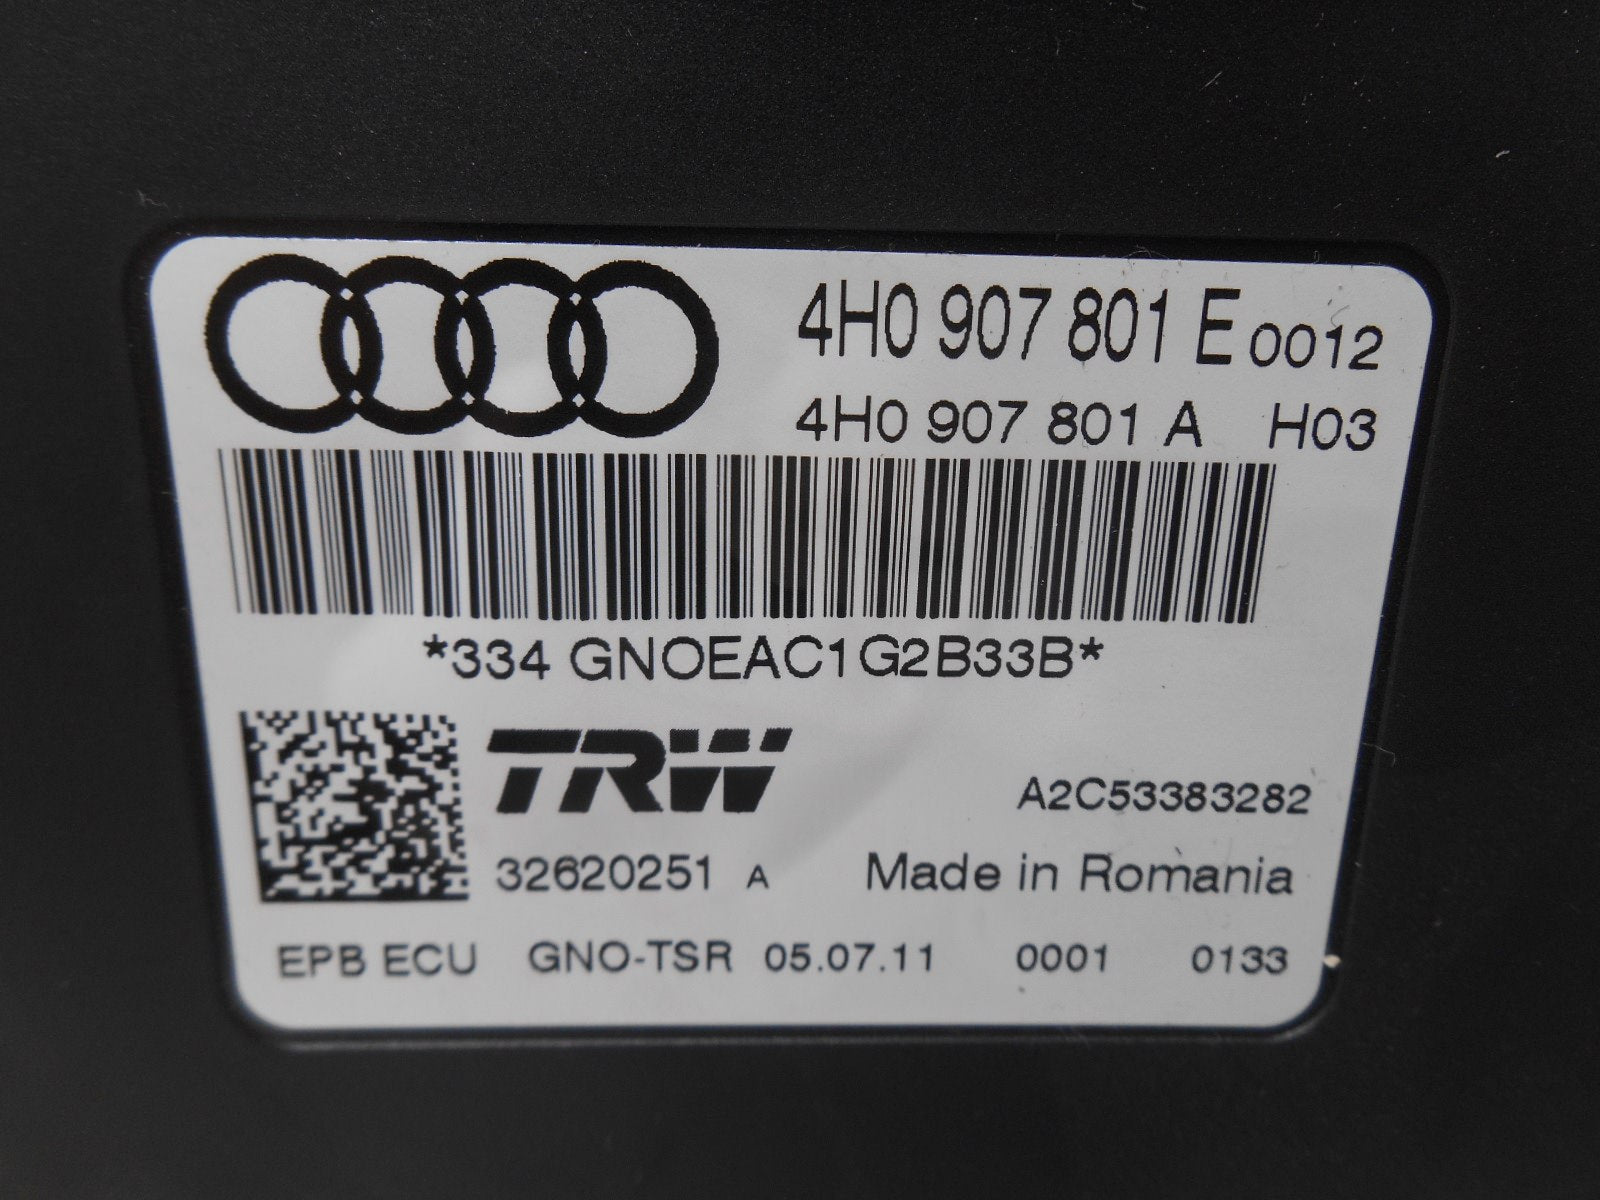 4H0 907 801 E 0012
4H0 907 801 A H03
*334 GNOEAC1G2B33B*
TRW
A2C53383282
32620251 A Made in Romania
EPB ECU GNO-TSR 05.07.11 0001 0133